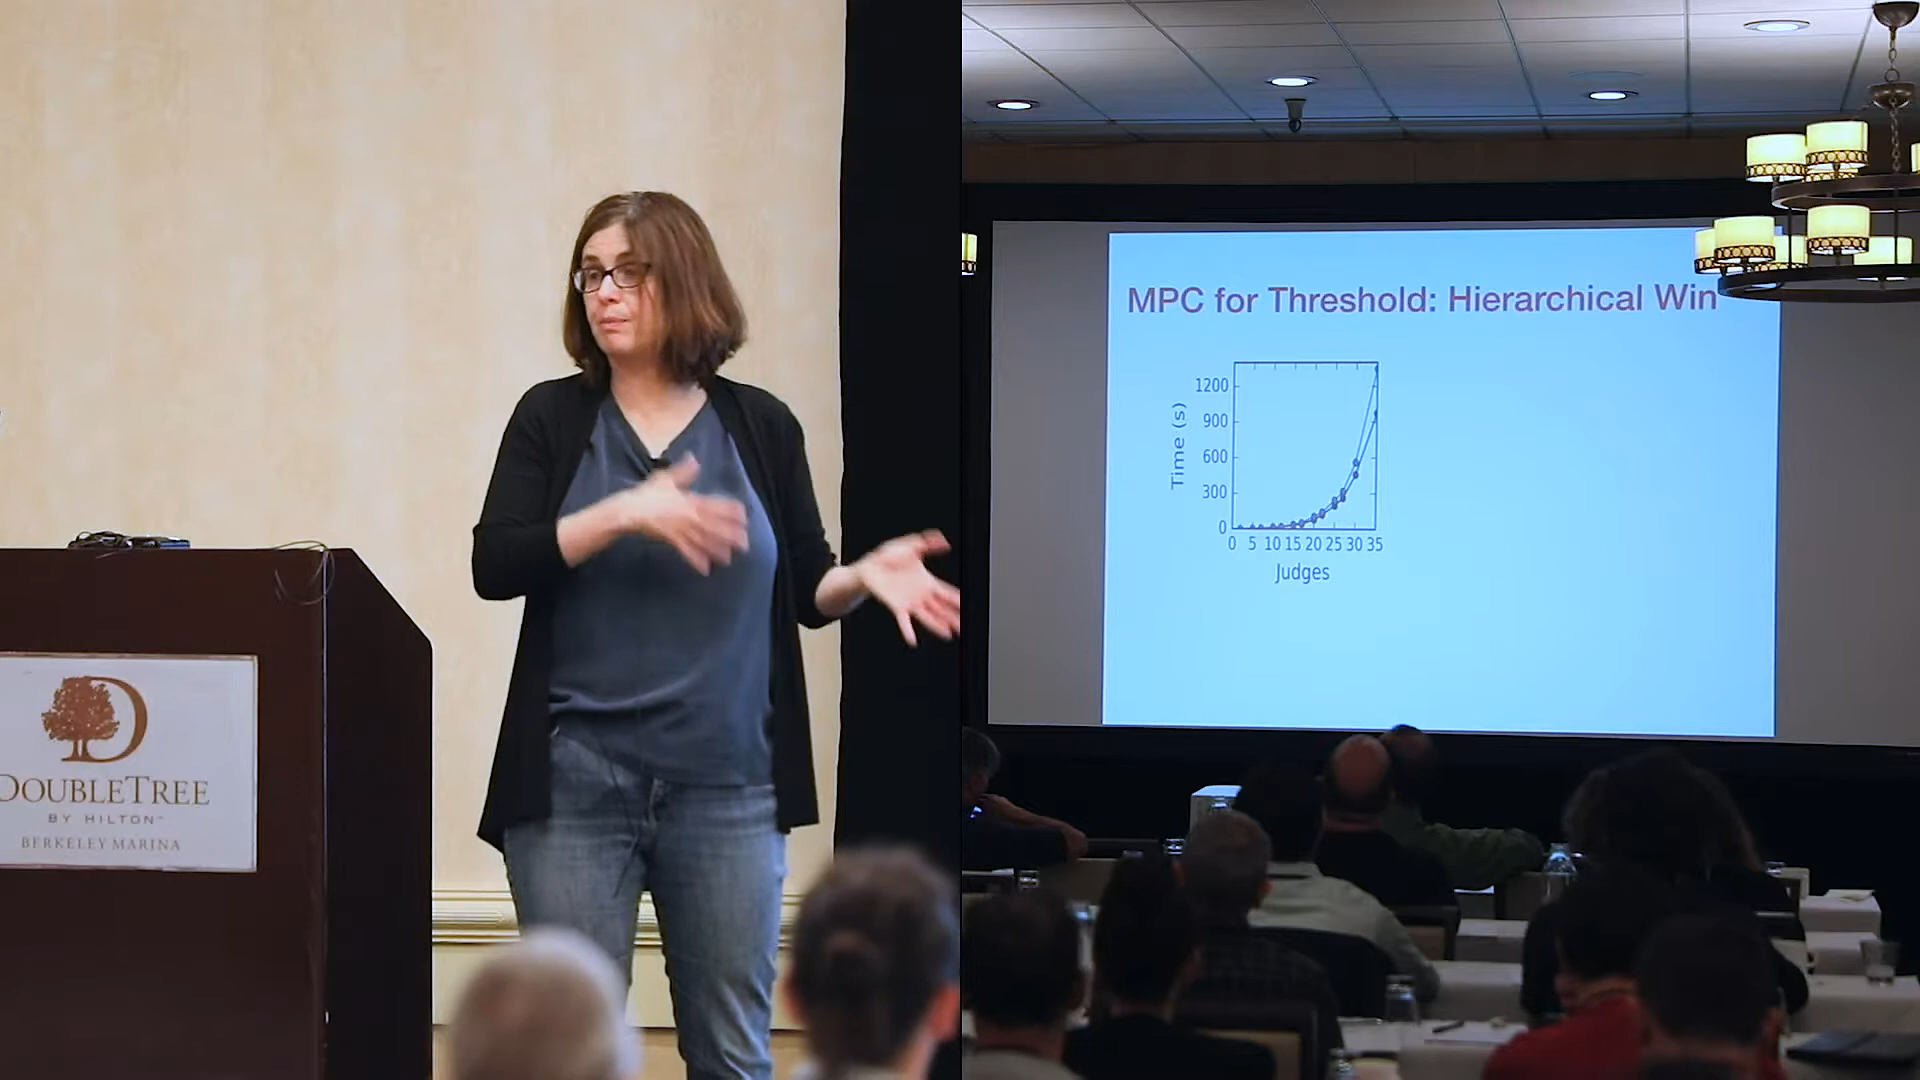 DOUBLETREE
BY HILTON™
BERKELEY MARINA
MPC for Threshold: Hierarchical Win
1200
900
600
300
0
Time (s)
0 5 10 15 20 25 30 35
Judges